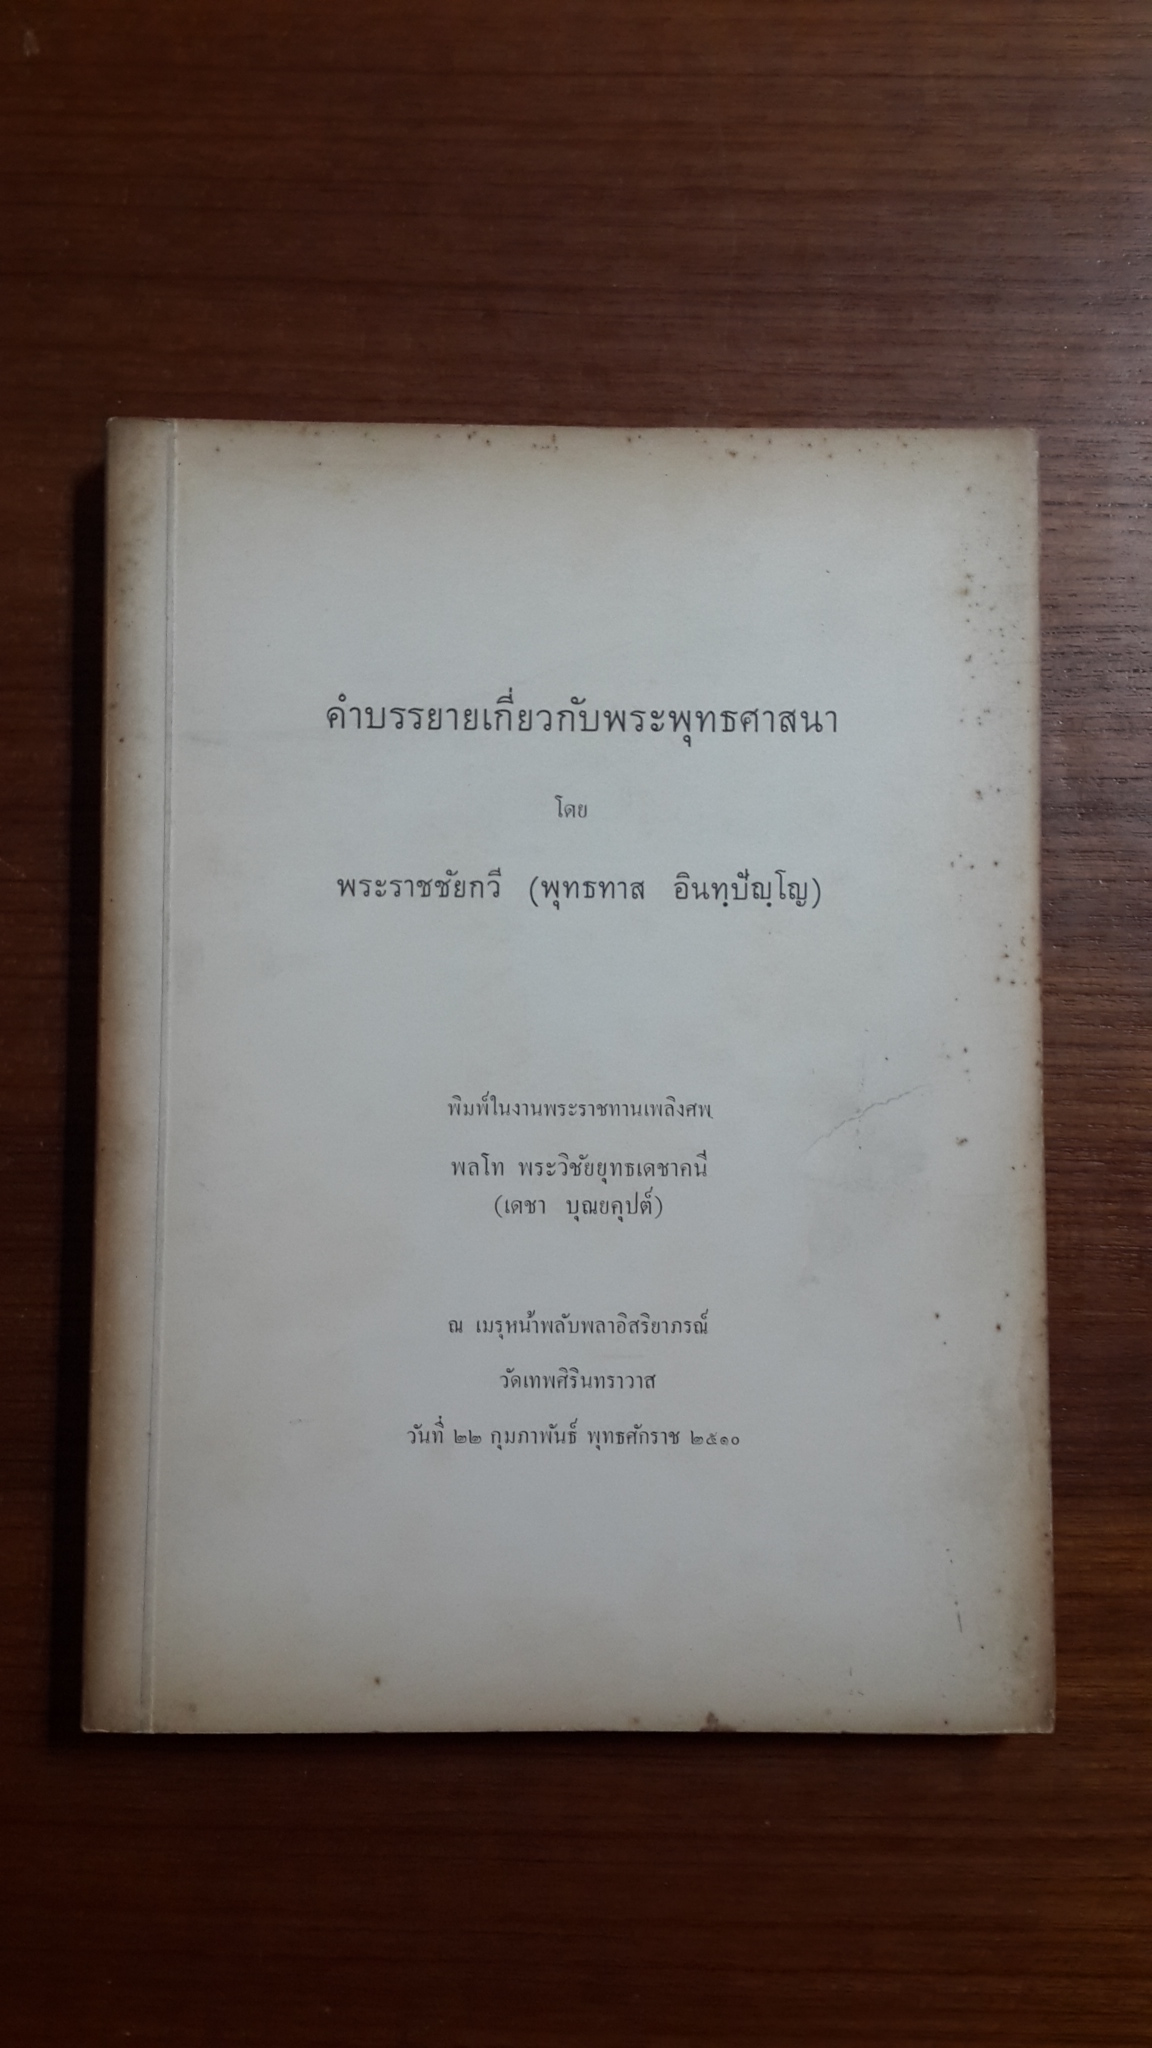 คำบรรยายเกี่ยวกับพระพุทธศาสนา
โดย
พระราชชัยกวี (พุทธทาส อินทฺปัญฺโญ)
พิมพ์ในงานพระราชทานเพลิงศพ
พลโท พระวิชัยยุทธเดชาคนี
(เดชา บุณยคุปต์)
ณ เมรุหน้าพลับพลาอิสริยาภรณ์
วัดเทพศิรินทราวาส
วันที่ ๒๒ กุมภาพันธ์ พุทธศักราช ๒๕๑๐